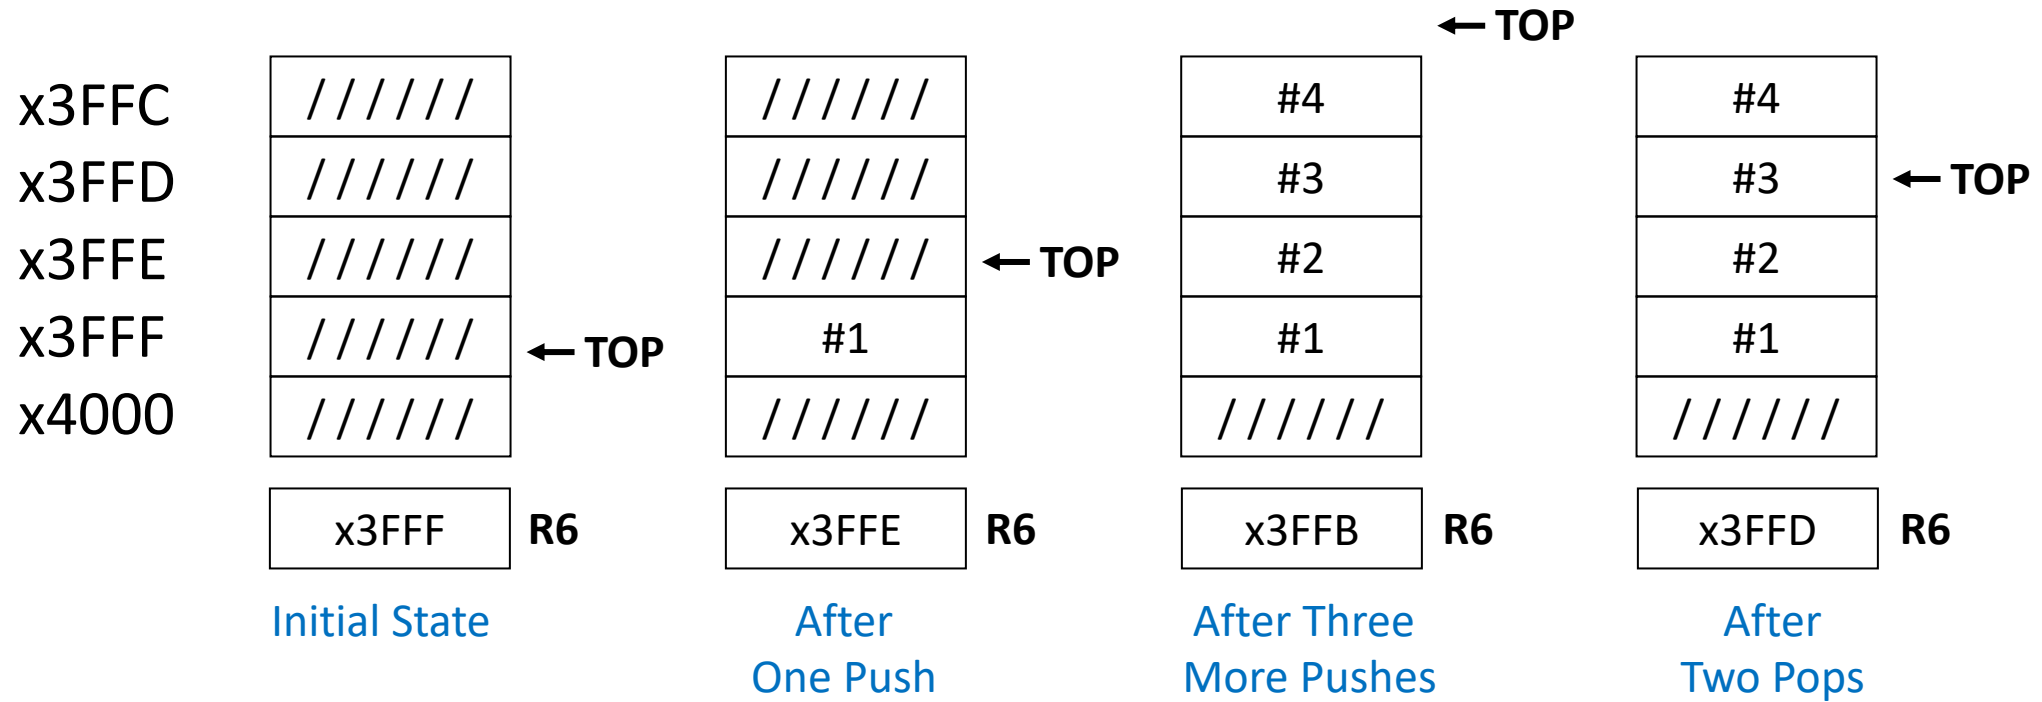 ← TOP
x3FFC ////// ////// #4 #4
x3FFD ////// ////// #3 #3 ← TOP
x3FFE ////// ////// ← TOP #2 #2
x3FFF ////// ← TOP #1 #1 #1
x4000 ////// ////// ////// //////
x3FFF R6 x3FFE R6 x3FFB R6 x3FFD R6
Initial State After After Three After
One Push More Pushes Two Pops